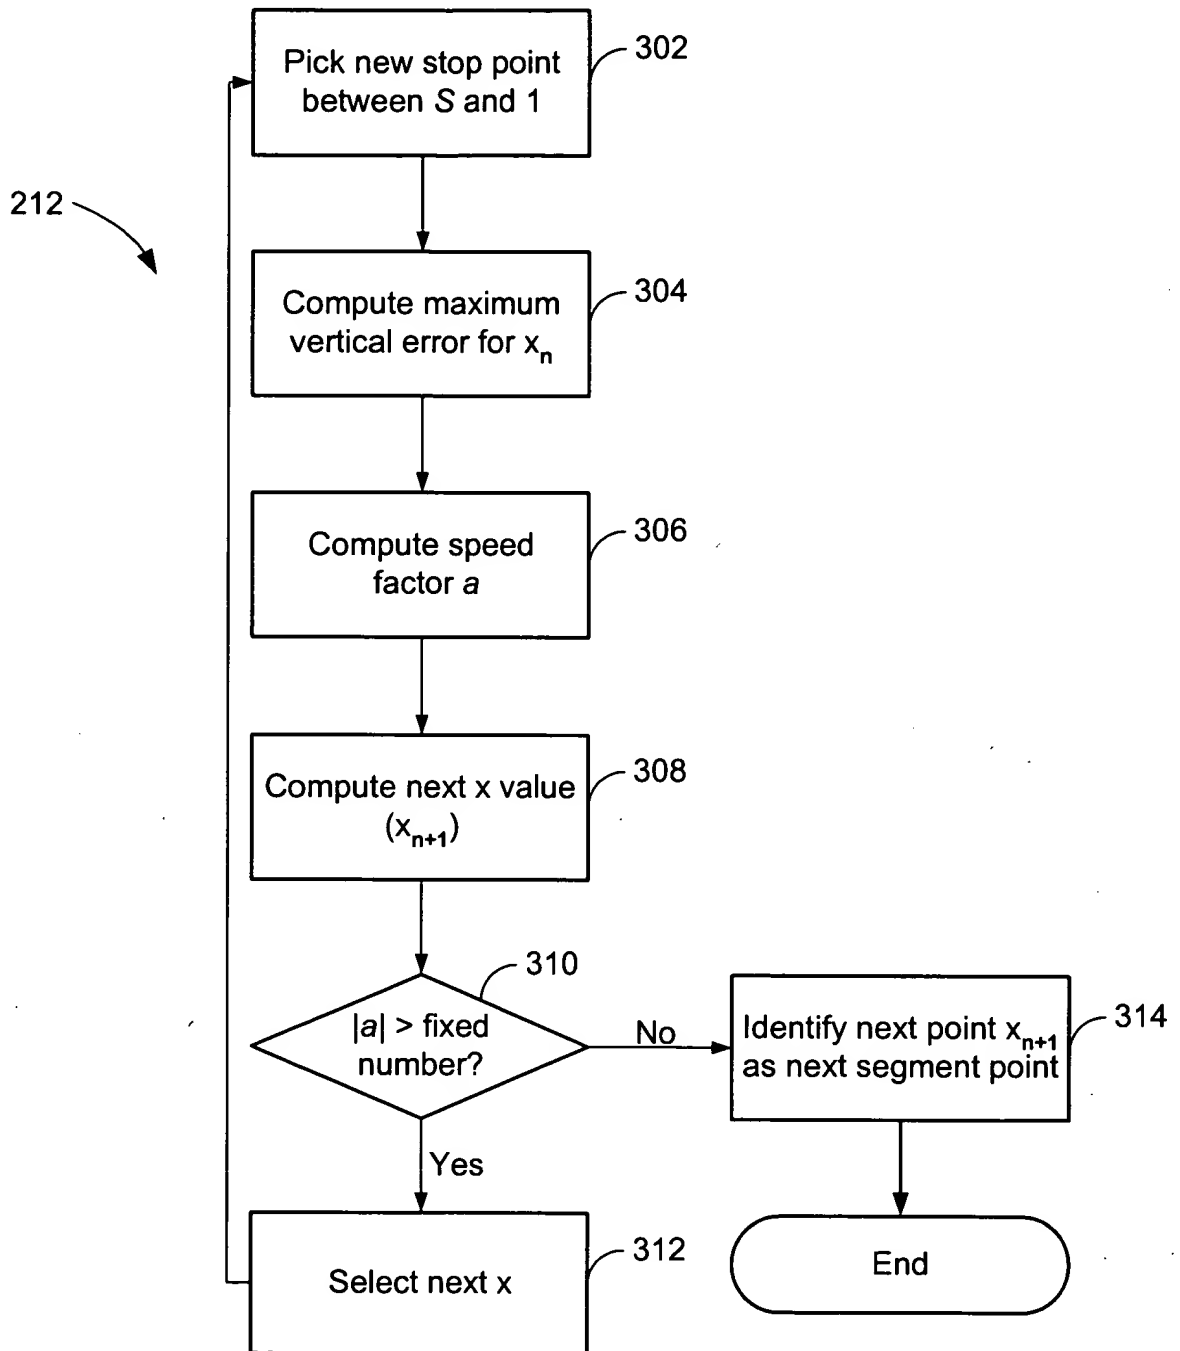 Pick new stop point
between S and 1
302
212
Compute maximum
vertical error for xₙ
304
Compute speed
factor a
306
Compute next x value
(xₙ₊₁)
308
310
|a| > fixed
number?
No
Identify next point xₙ₊₁
as next segment point
314
Yes
Select next x
312
End